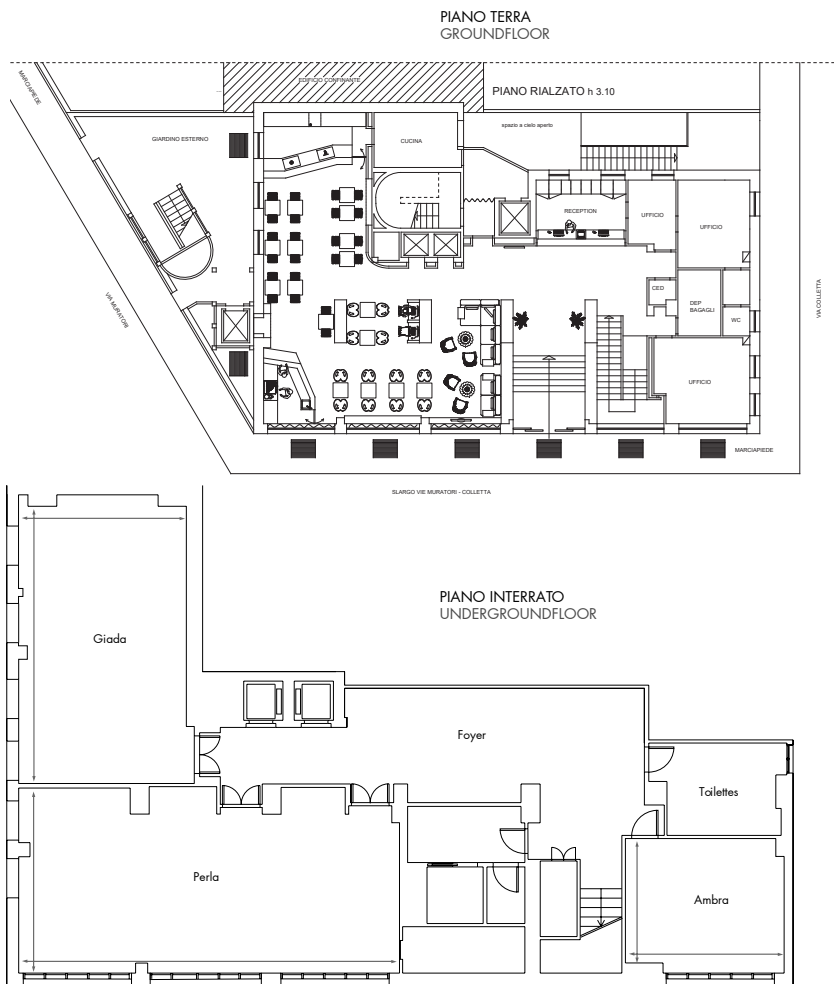 PIANO TERRA
GROUNDFLOOR
MARCIAPIEDE
EDIFICIO CONFINANTE
PIANO RIALZATO h 3.10
GIARDINO ESTERNO
CUCINA
spazio a cielo aperto
RECEPTION
UFFICIO
UFFICIO
VIA MURATORI
CED
DEP
BAGAGLI
WC
VIA COLLETTA
UFFICIO
MARCIAPIEDE
SLARGO VIE MURATORI - COLLETTA
PIANO INTERRATO
UNDERGROUNDFLOOR
Giada
Foyer
Toilettes
Perla
Ambra